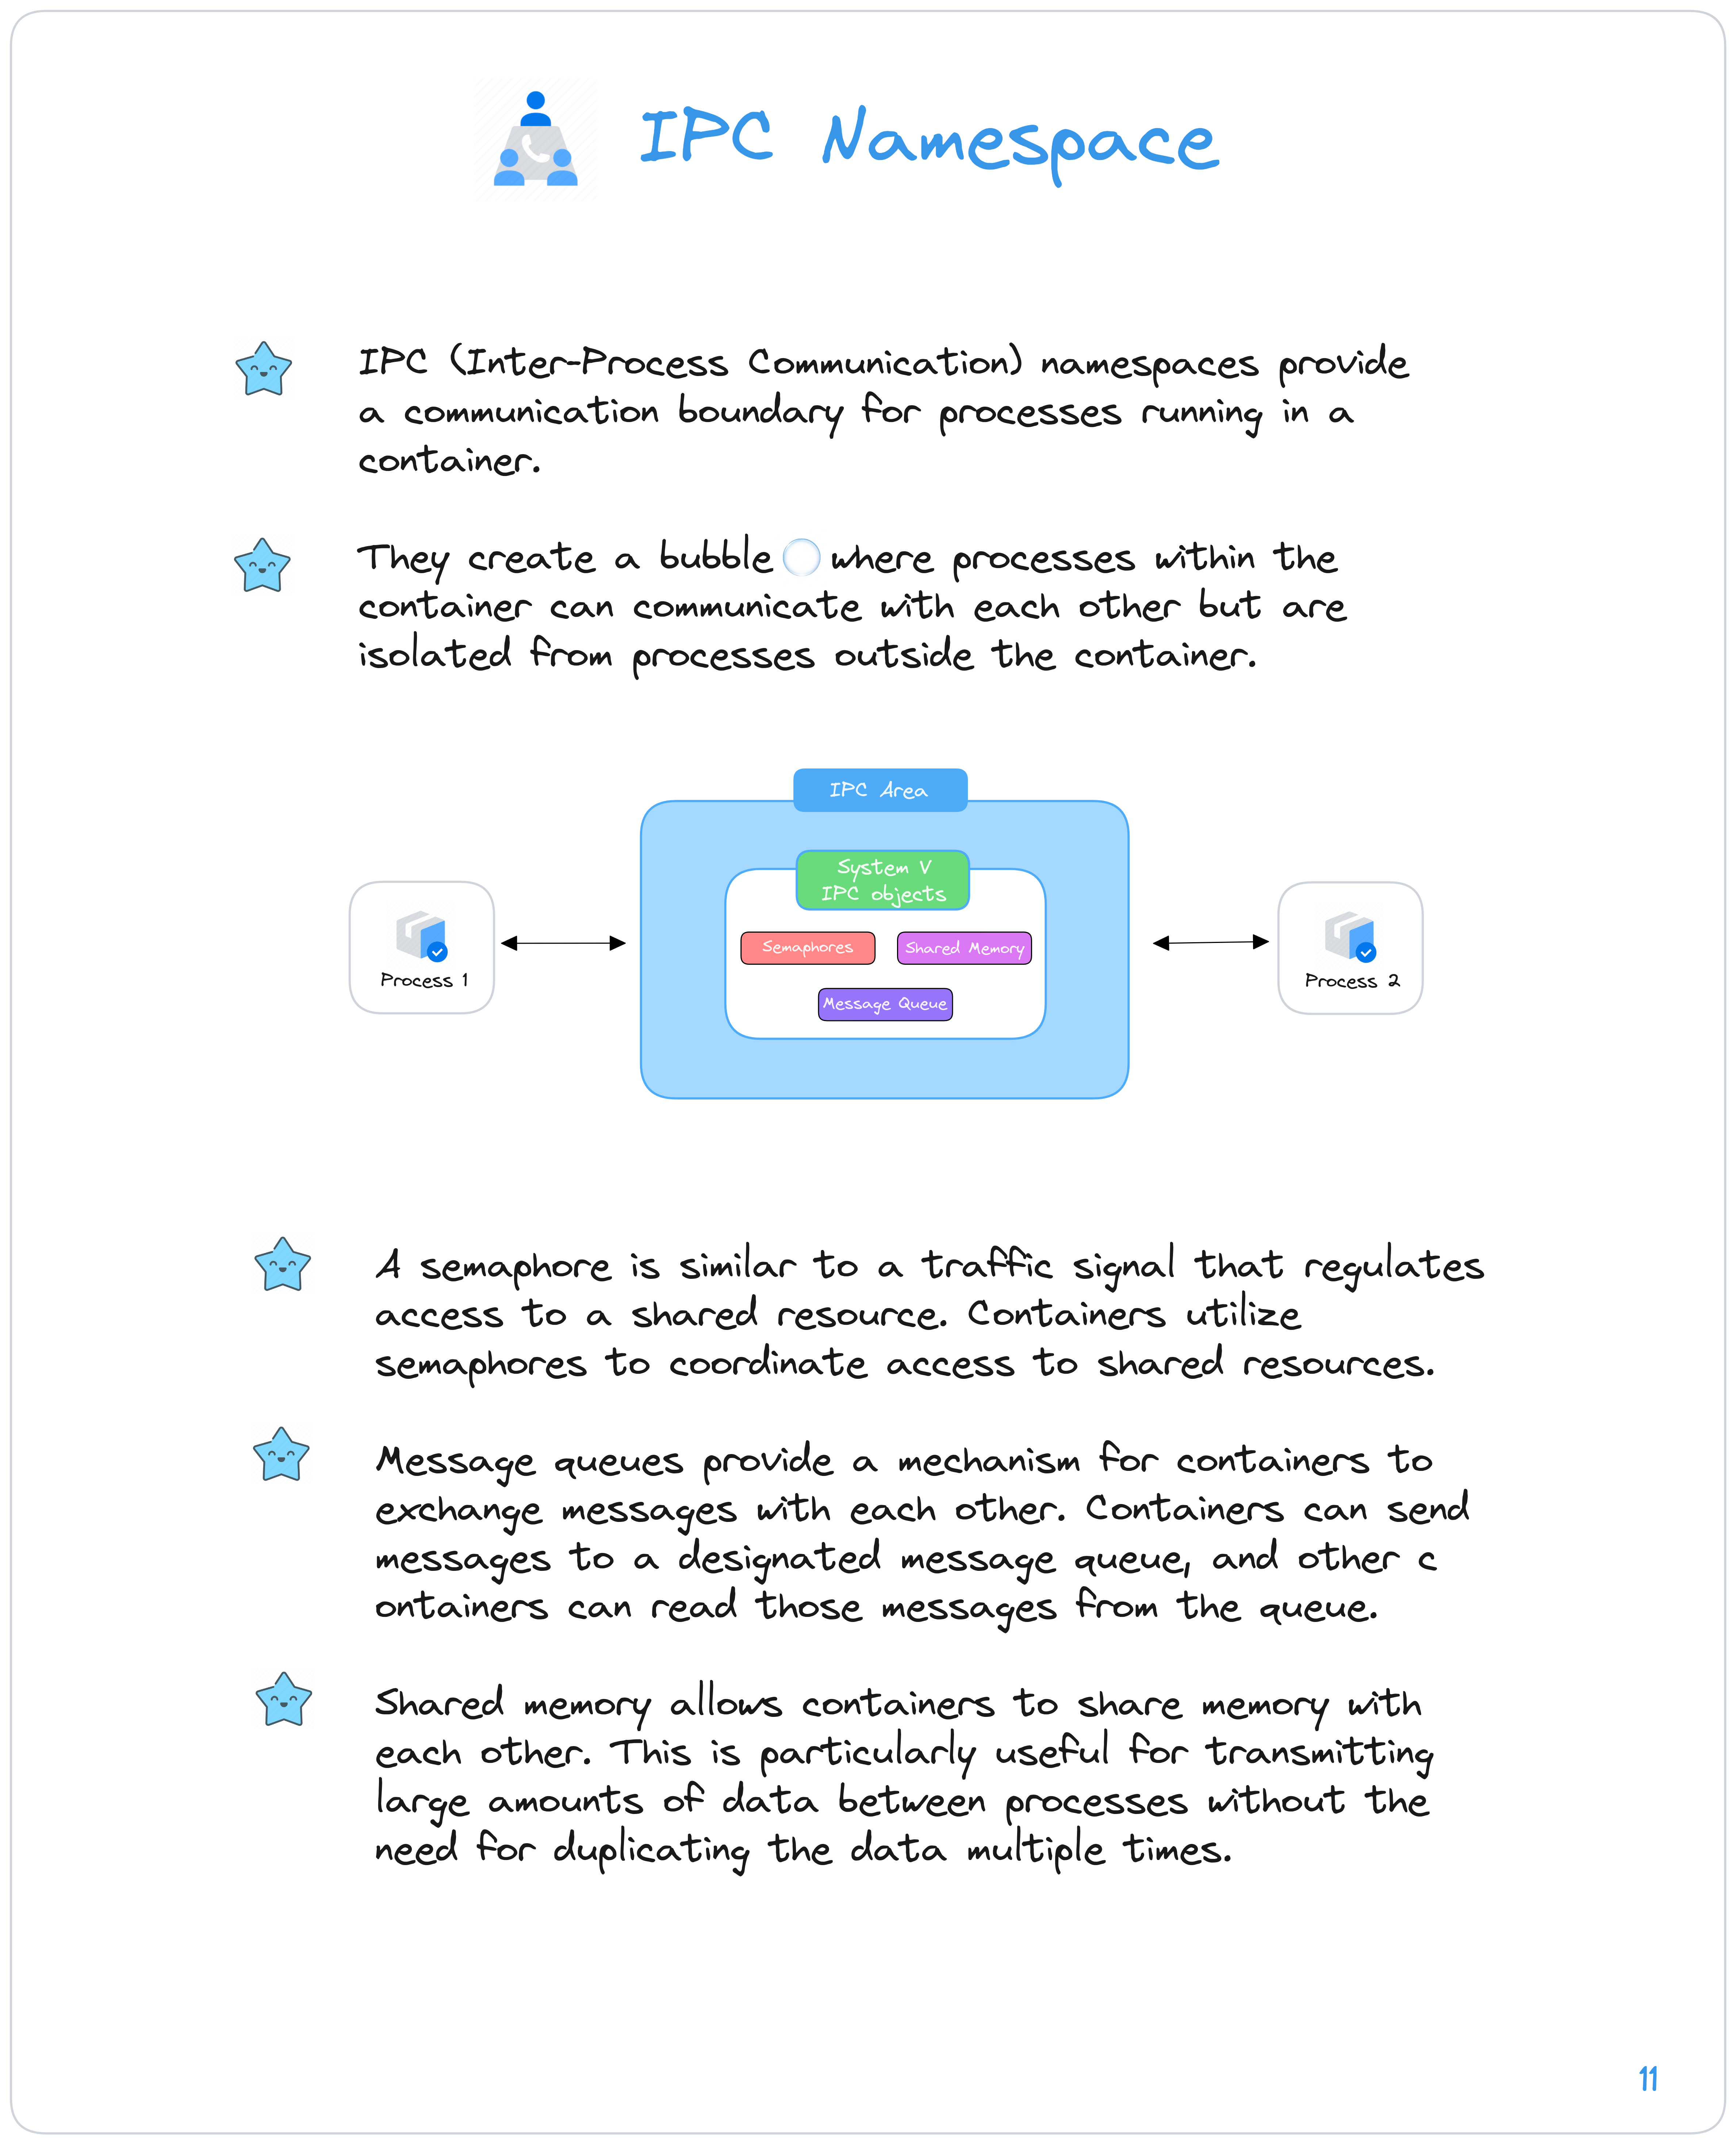 IPC Namespace
IPC (Inter-Process Communication) namespaces provide
a communication boundary for processes running in a
container.
They create a bubble where processes within the
container can communicate with each other but are
isolated from processes outside the container.
IPC Area
System V
IPC objects
Semaphores
Shared Memory
Message Queue
Process 1
Process 2
A semaphore is similar to a traffic signal that regulates
access to a shared resource. Containers utilize
semaphores to coordinate access to shared resources.
Message queues provide a mechanism for containers to
exchange messages with each other. Containers can send
messages to a designated message queue, and other c
ontainers can read those messages from the queue.
Shared memory allows containers to share memory with
each other. This is particularly useful for transmitting
large amounts of data between processes without the
need for duplicating the data multiple times.
11